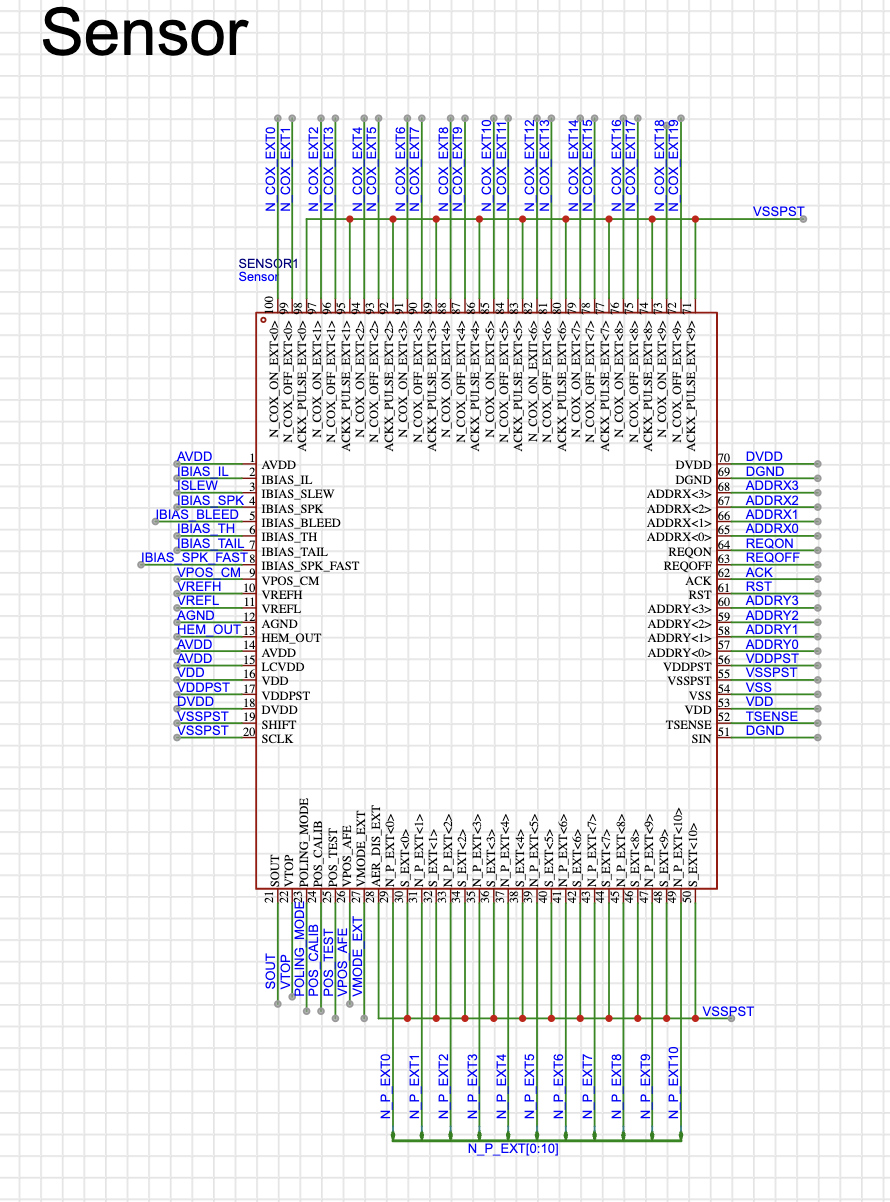 Sensor
N_COX_EXT0
N_COX_EXT1
N_COX_EXT2
N_COX_EXT3
N_COX_EXT4
N_COX_EXT5
N_COX_EXT6
N_COX_EXT7
N_COX_EXT8
N_COX_EXT9
N_COX_EXT10
N_COX_EXT11
N_COX_EXT12
N_COX_EXT13
N_COX_EXT14
N_COX_EXT15
N_COX_EXT16
N_COX_EXT17
N_COX_EXT18
N_COX_EXT19
VSSPST
SENSOR1
Sensor
100 N_COX_ON_EXT<0>
99 N_COX_OFF_EXT<0>
98 ACKX_PULSE_EXT<0>
97 N_COX_ON_EXT<1>
96 N_COX_OFF_EXT<1>
95 ACKX_PULSE_EXT<1>
94 N_COX_ON_EXT<2>
93 N_COX_OFF_EXT<2>
92 ACKX_PULSE_EXT<2>
91 N_COX_ON_EXT<3>
90 N_COX_OFF_EXT<3>
89 ACKX_PULSE_EXT<3>
88 N_COX_ON_EXT<4>
87 N_COX_OFF_EXT<4>
86 ACKX_PULSE_EXT<4>
85 N_COX_ON_EXT<5>
84 N_COX_OFF_EXT<5>
83 ACKX_PULSE_EXT<5>
82 N_COX_ON_EXIT<6>
81 N_COX_OFF_EXT<6>
80 ACKX_PULSE_EXT<6>
79 N_COX_ON_EXT<7>
78 N_COX_OFF_EXT<7>
77 ACKX_PULSE_EXT<7>
76 N_COX_ON_EXT<8>
75 N_COX_OFF_EXT<8>
74 ACKX_PULSE_EXT<8>
73 N_COX_ON_EXT<9>
72 N_COX_OFF_EXT<9>
71 ACKX_PULSE_EXT<9>
AVDD 1 AVDD
IBIAS_IL 2 IBIAS_IL
ISLEW 3 IBIAS_SLEW
IBIAS_SPK 4 IBIAS_SPK
IBIAS_BLEED 5 IBIAS_BLEED
IBIAS_TH 6 IBIAS_TH
IBIAS_TAIL 7 IBIAS_TAIL
IBIAS_SPK_FAST 8 IBIAS_SPK_FAST
VPOS_CM 9 VPOS_CM
VREFH 10 VREFH
VREFL 11 VREFL
AGND 12 AGND
HEM_OUT 13 HEM_OUT
AVDD 14 AVDD
AVDD 15 LCVDD
VDD 16 VDD
VDDPST 17 VDDPST
DVDD 18 DVDD
VSSPST 19 SHIFT
VSSPST 20 SCLK
DVDD 70 DVDD
DGND 69 DGND
ADDRX<3> 68 ADDRX3
ADDRX<2> 67 ADDRX2
ADDRX<1> 66 ADDRX1
ADDRX<0> 65 ADDRX0
REQON 64 REQON
REQOFF 63 REQOFF
ACK 62 ACK
RST 61 RST
ADDRY<3> 60 ADDRY3
ADDRY<2> 59 ADDRY2
ADDRY<1> 58 ADDRY1
ADDRY<0> 57 ADDRY0
VDDPST 56 VDDPST
VSSPST 55 VSSPST
VSS 54 VSS
VDD 53 VDD
TSENSE 52 TSENSE
SIN 51 DGND
SOUT 21 SOUT
VTOP 22 VTOP
POLING_MODE 23 POLING_MODE
POS_CALIB 24 POS_CALIB
POS_TEST 25 POS_TEST
VPOS_AFE 26 VPOS_AFE
VMODE_EXT 27 VMODE_EXT
AER_DIS_EXT 28
N_P_EXT<0> 29
S_EXT<0> 30
N_P_EXT<1> 31
S_EXT<1> 32
N_P_EXT<2> 33
S_EXT<2> 34
N_P_EXT<3> 35
S_EXT<3> 36
N_P_EXT<4> 37
S_EXT<4> 38
N_P_EXT<5> 39
S_EXT<5> 40
N_P_EXT<6> 41
S_EXT<6> 42
N_P_EXT<7> 43
S_EXT<7> 44
N_P_EXT<8> 45
S_EXT<8> 46
N_P_EXT<9> 47
S_EXT<9> 48
N_P_EXT<10> 49
S_EXT<10> 50
VSSPST
N_P_EXT0
N_P_EXT1
N_P_EXT2
N_P_EXT3
N_P_EXT4
N_P_EXT5
N_P_EXT6
N_P_EXT7
N_P_EXT8
N_P_EXT9
N_P_EXT10
N_P_EXT[0:10]